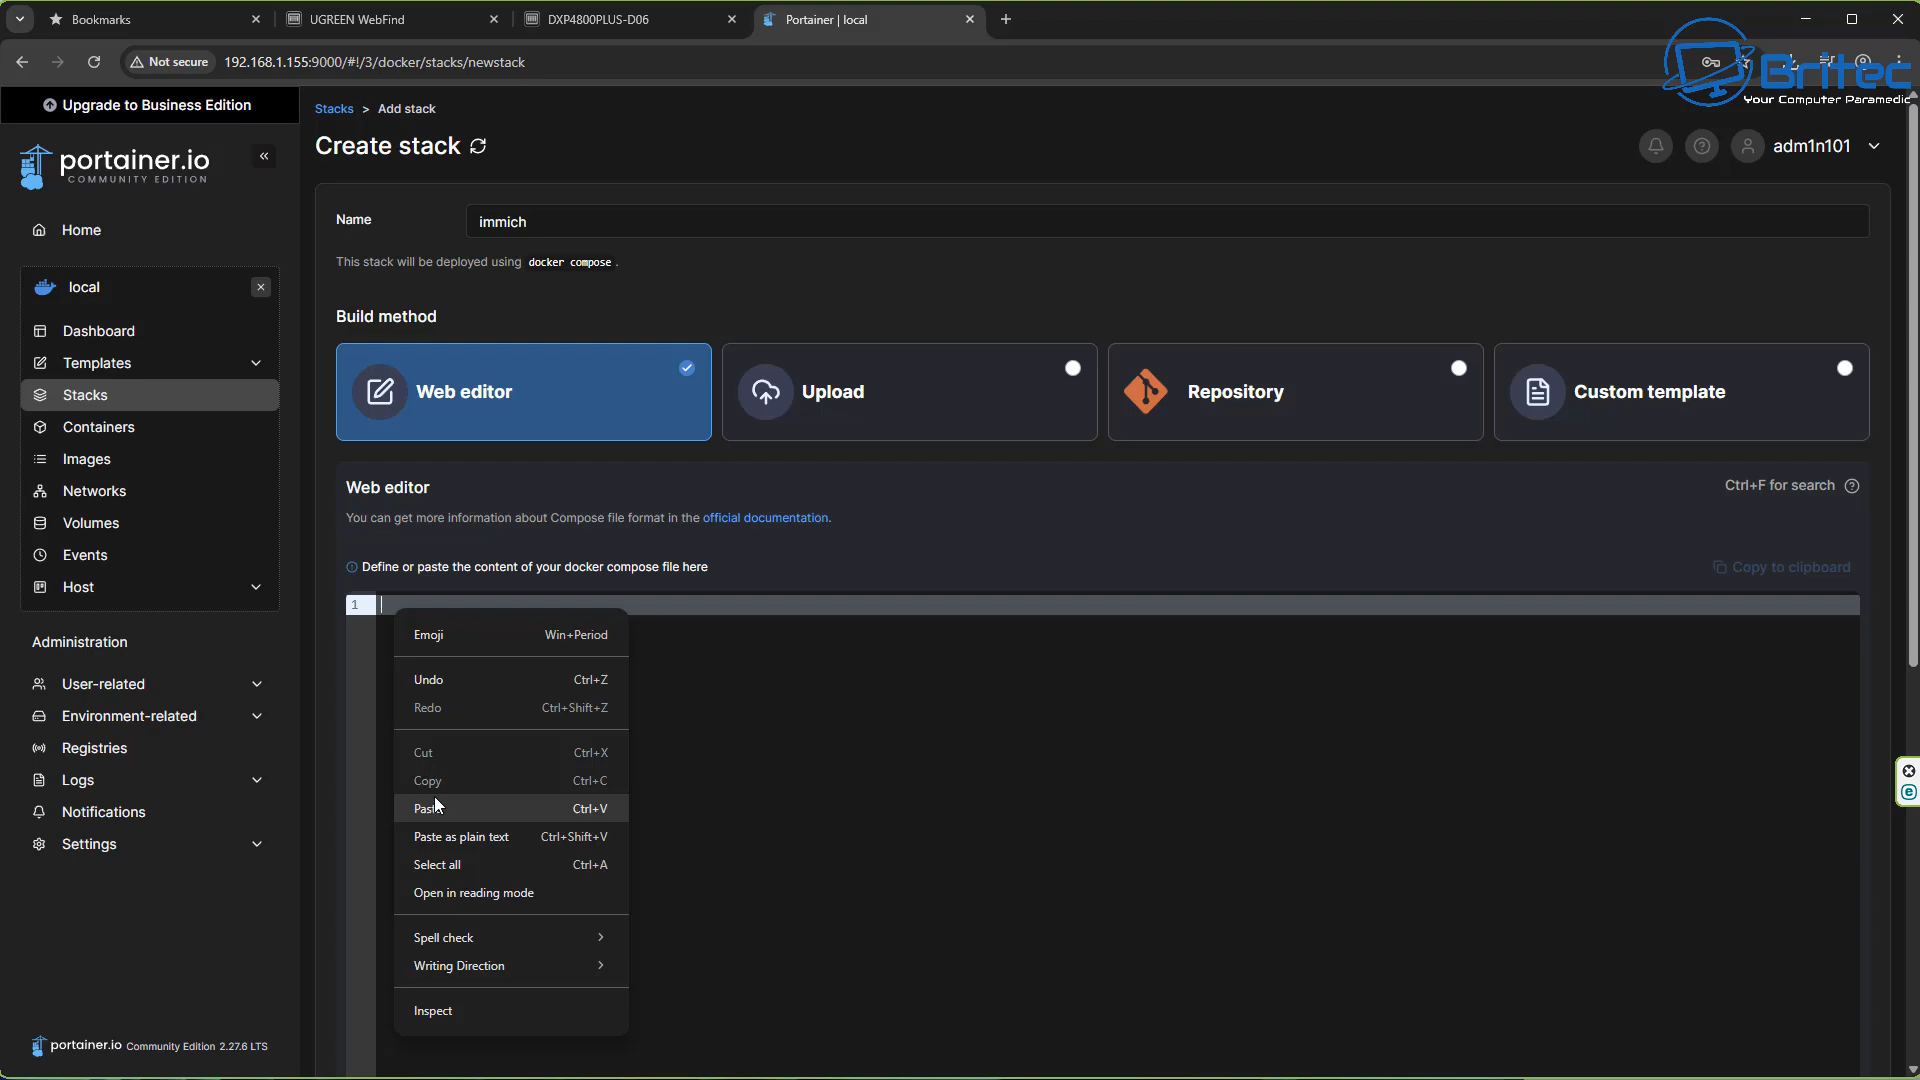 Bookmarks
UGREEN WebFind
DXP4800PLUS-D06
Portainer | local
Not secure
192.168.1.155:9000/#!/3/docker/stacks/newstack
Britec
Your Computer Paramedic
Upgrade to Business Edition
portainer.io
COMMUNITY EDITION
Home
local
Dashboard
Templates
Stacks
Containers
Images
Networks
Volumes
Events
Host
Administration
User-related
Environment-related
Registries
Logs
Notifications
Settings
portainer.io Community Edition 2.27.6 LTS
Stacks > Add stack
Create stack
adm1n101
Name
immich
This stack will be deployed using docker compose .
Build method
Web editor
Upload
Repository
Custom template
Web editor
Ctrl+F for search
You can get more information about Compose file format in the official documentation.
Define or paste the content of your docker compose file here
Copy to clipboard
1
Emoji Win+Period
Undo Ctrl+Z
Redo Ctrl+Shift+Z
Cut Ctrl+X
Copy Ctrl+C
Paste Ctrl+V
Paste as plain text Ctrl+Shift+V
Select all Ctrl+A
Open in reading mode
Spell check
Writing Direction
Inspect